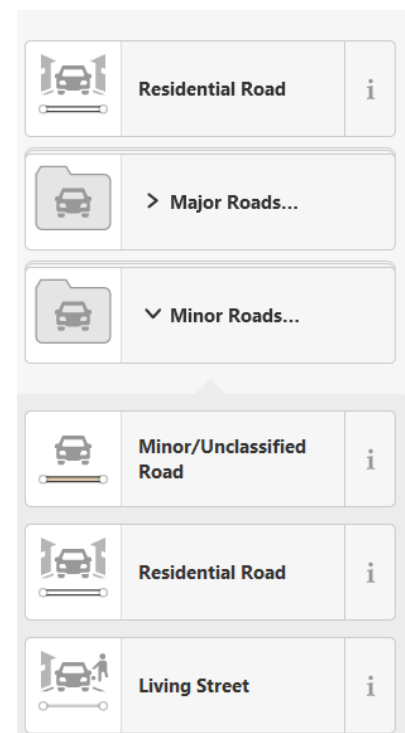 Residential Road
i
Major Roads...
Minor Roads...
Minor/Unclassified
Road
i
Residential Road
i
Living Street
i